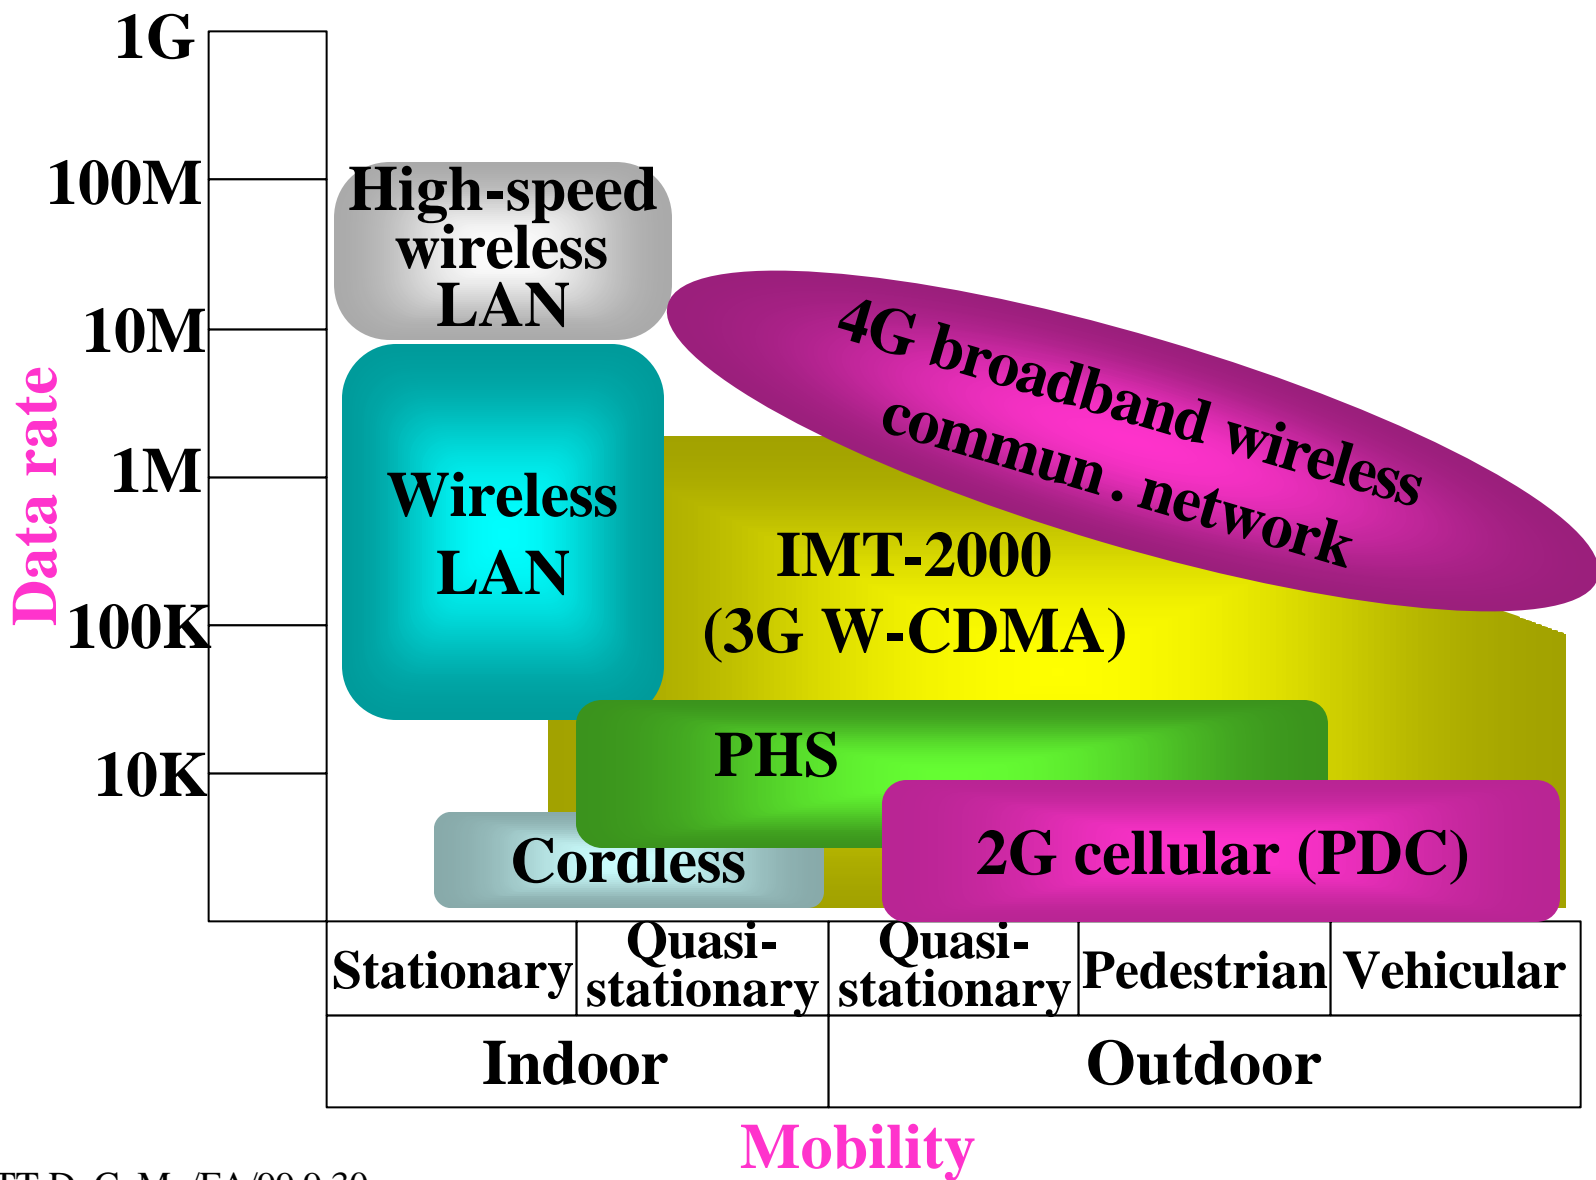 1G
100M
10M
1M
100K
10K
Data rate
High-speed
wireless
LAN
Wireless
LAN
4G broadband wireless
commun. network
IMT-2000
(3G W-CDMA)
PHS
Cordless
2G cellular (PDC)
Stationary
Quasi-
stationary
Quasi-
stationary
Pedestrian
Vehicular
Indoor
Outdoor
Mobility